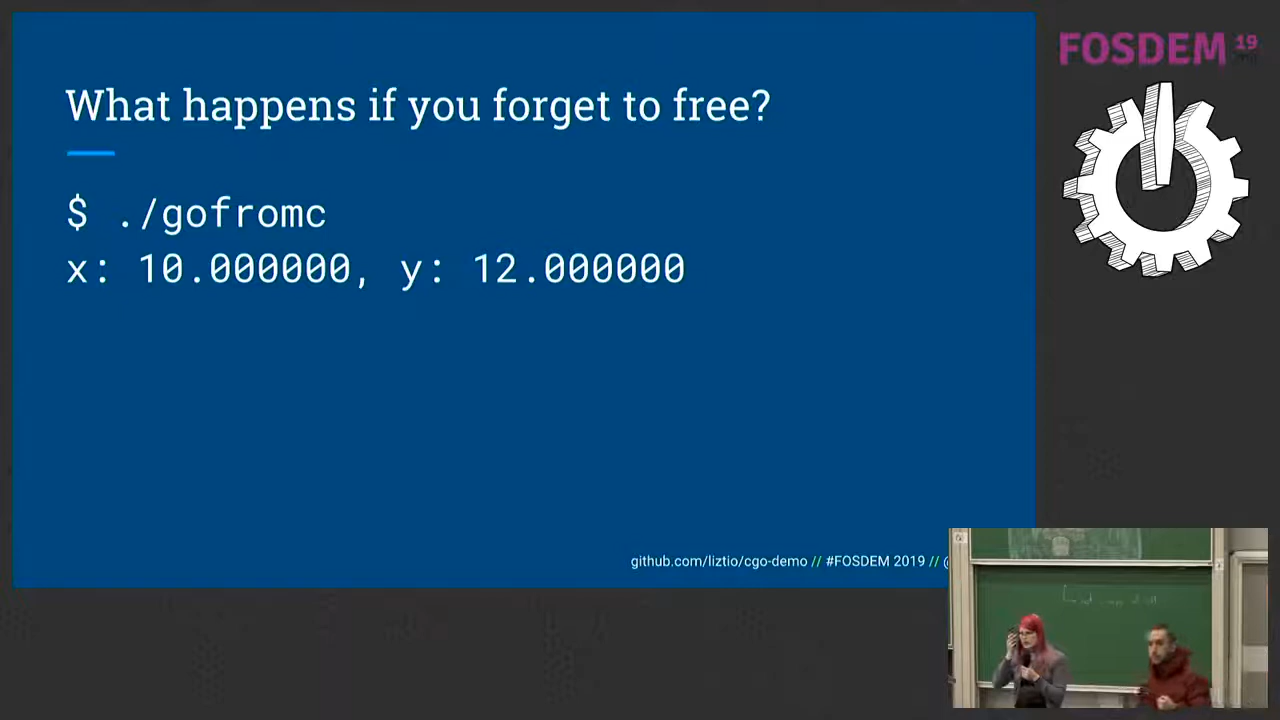 What happens if you forget to free?
$ ./gofromc
x: 10.000000, y: 12.000000
github.com/liztio/cgo-demo // #FOSDEM 2019 //
FOSDEM 19